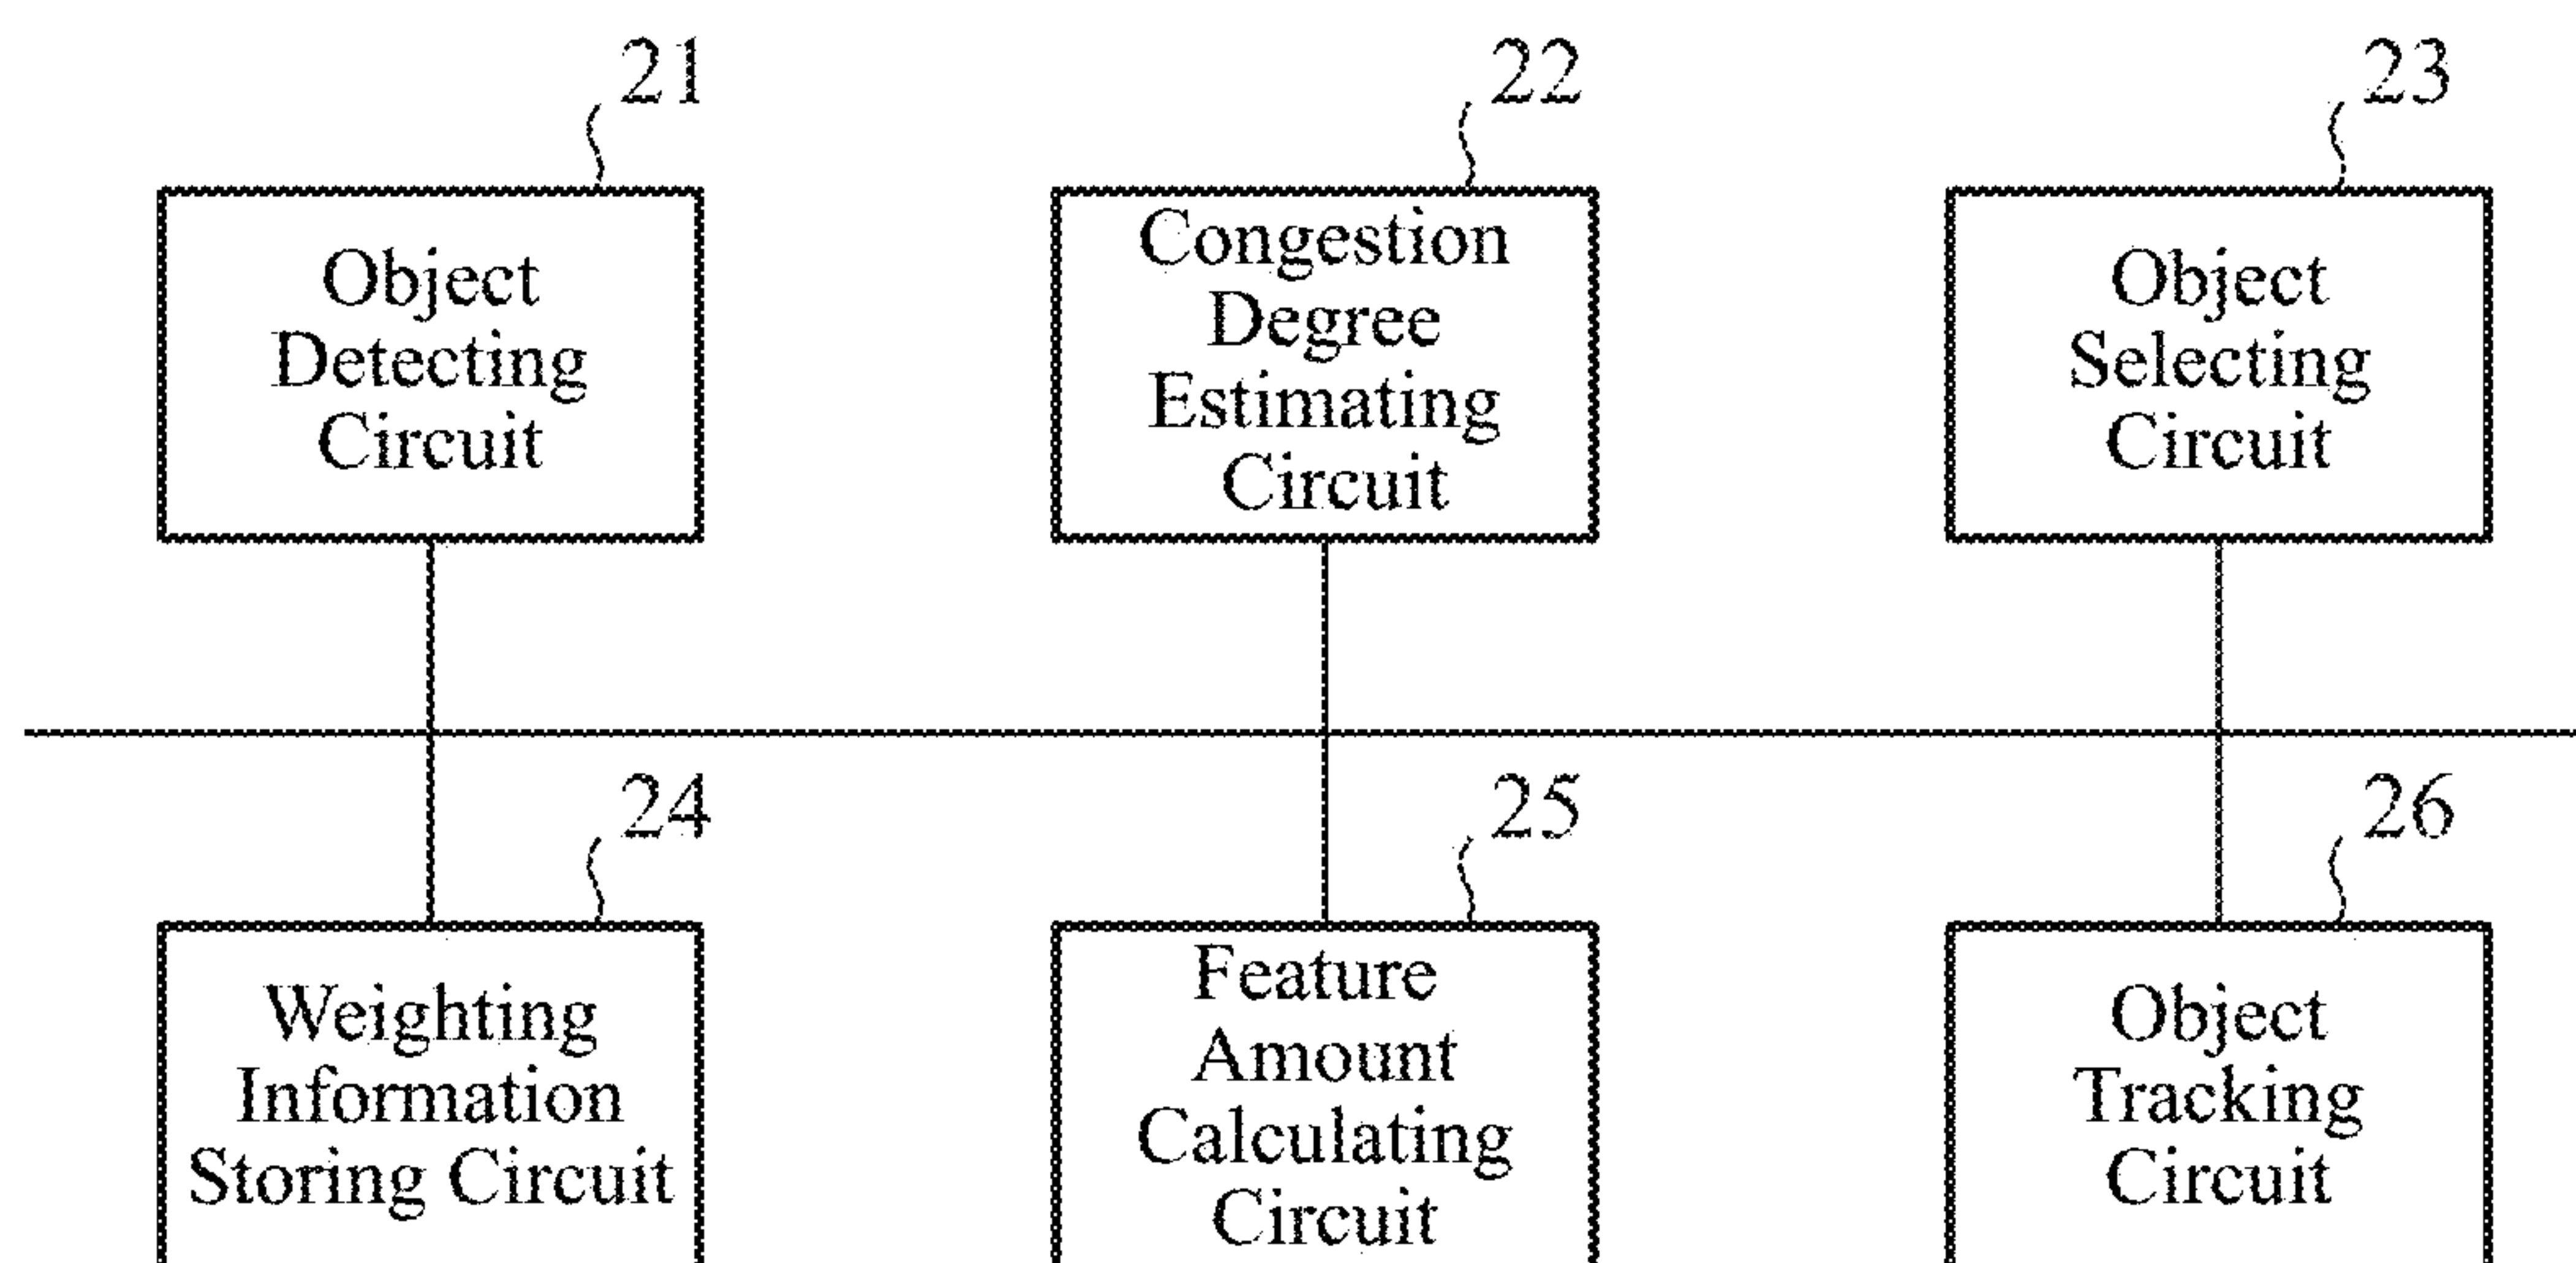 21
Object
Detecting
Circuit
22
Congestion
Degree
Estimating
Circuit
23
Object
Selecting
Circuit
24
Weighting
Information
Storing Circuit
25
Feature
Amount
Calculating
Circuit
26
Object
Tracking
Circuit